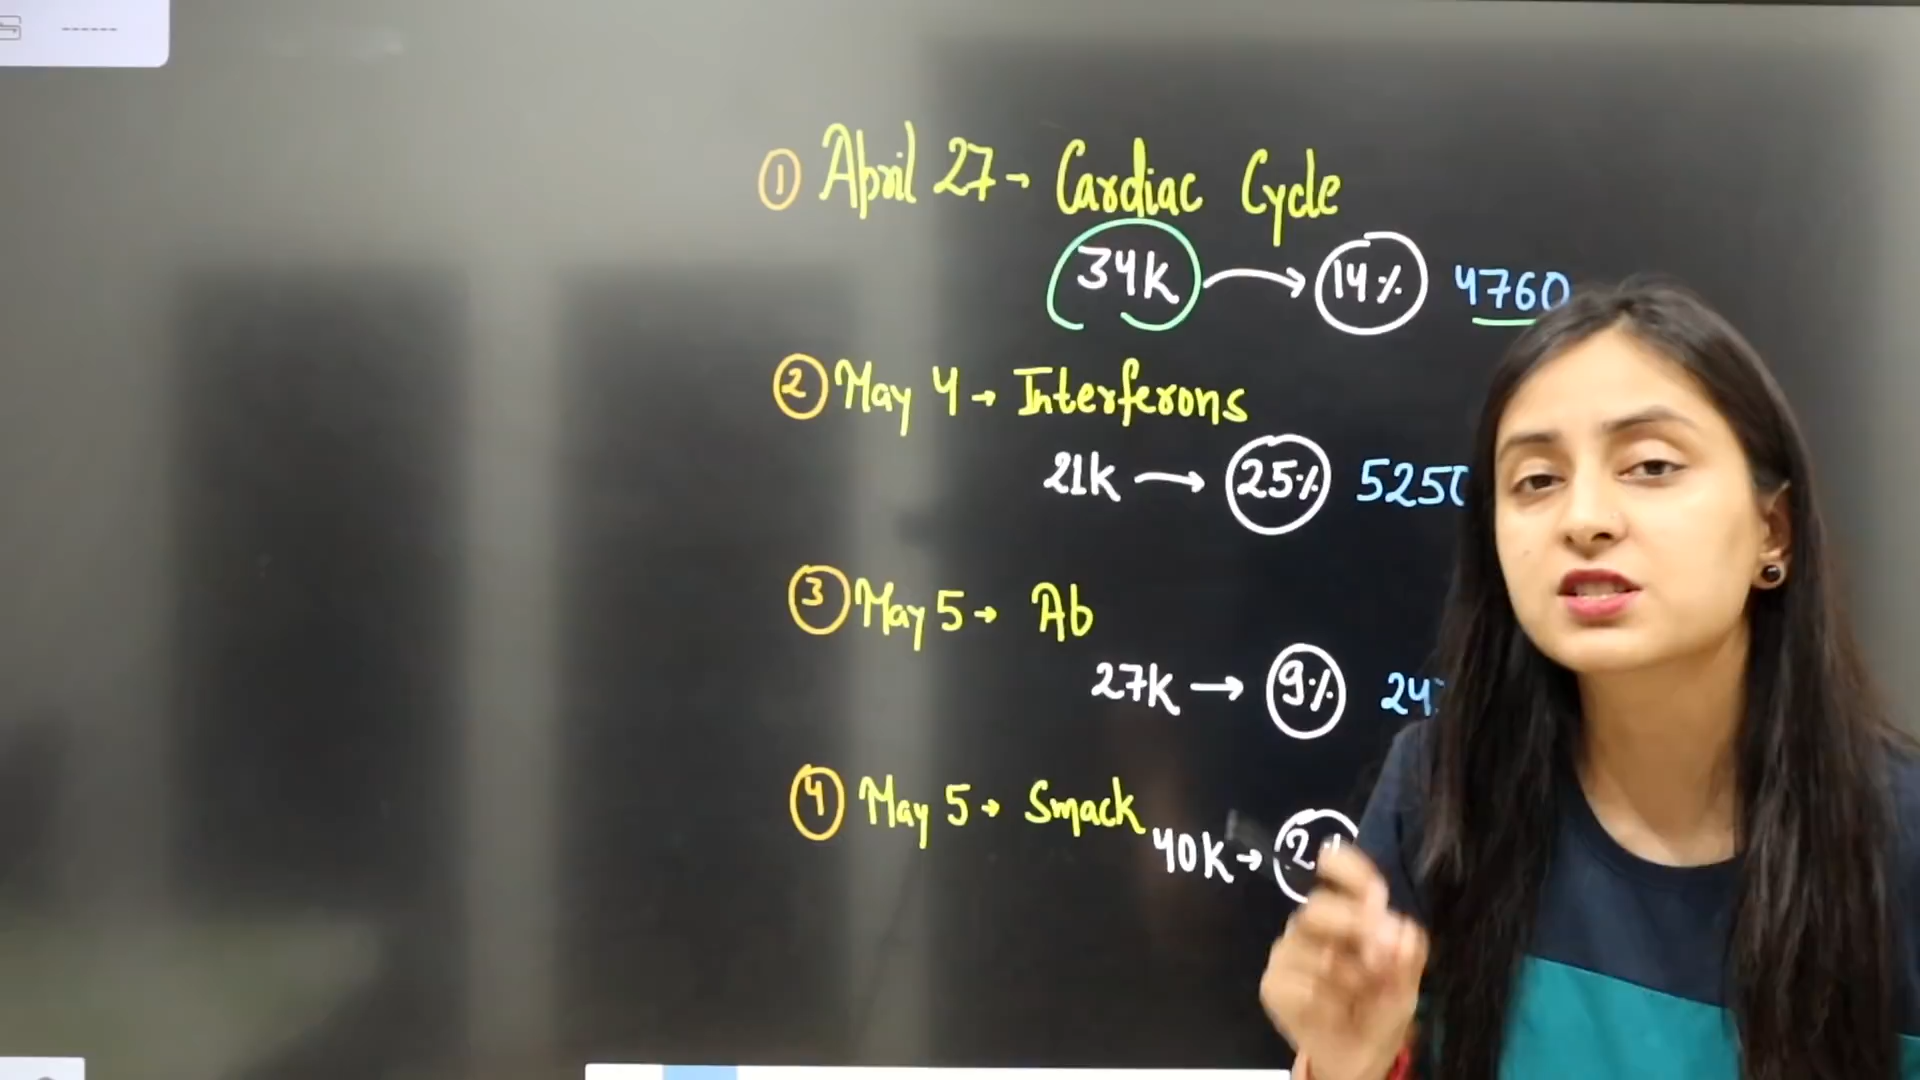 ① April 27 → Cardiac Cycle
34k → 14% 4760
② May 4 → Interferons
21k → 25% 5250
③ May 5 → Ab
27k → 9%
④ May 5 → Smack
40k → 2%